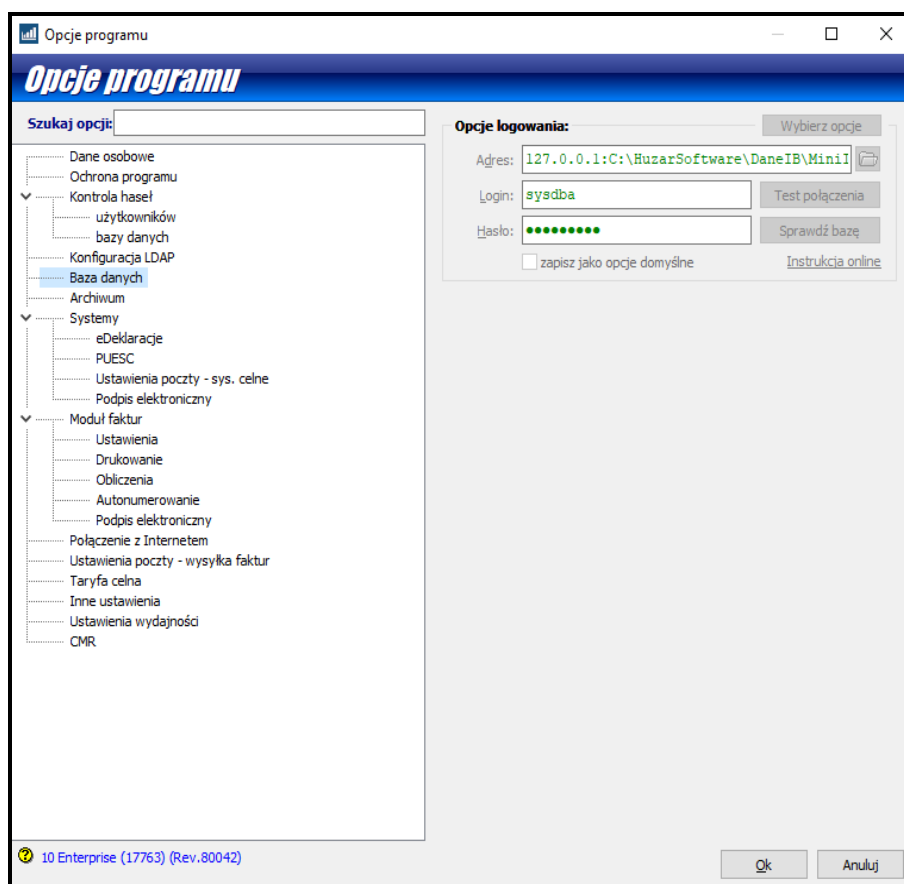 Opcje programu
Opcje programu
Szukaj opcji:
Dane osobowe
Ochrona programu
Kontrola haseł
użytkowników
bazy danych
Konfiguracja LDAP
Baza danych
Archiwum
Systemy
eDeklaracje
PUESC
Ustawienia poczty - sys. celne
Podpis elektroniczny
Moduł faktur
Ustawienia
Drukowanie
Obliczenia
Autonumerowanie
Podpis elektroniczny
Połączenie z Internetem
Ustawienia poczty - wysyłka faktur
Taryfa celna
Inne ustawienia
Ustawienia wydajności
CMR
Opcje logowania: Wybierz opcje
Adres: 127.0.0.1:C:\HuzarSoftware\DaneIB\MiniI
Login: sysdba Test połączenia
Hasło: ●●●●●●●●● Sprawdź bazę
zapisz jako opcje domyślne Instrukcja online
10 Enterprise (17763) (Rev.80042)
Ok Anuluj